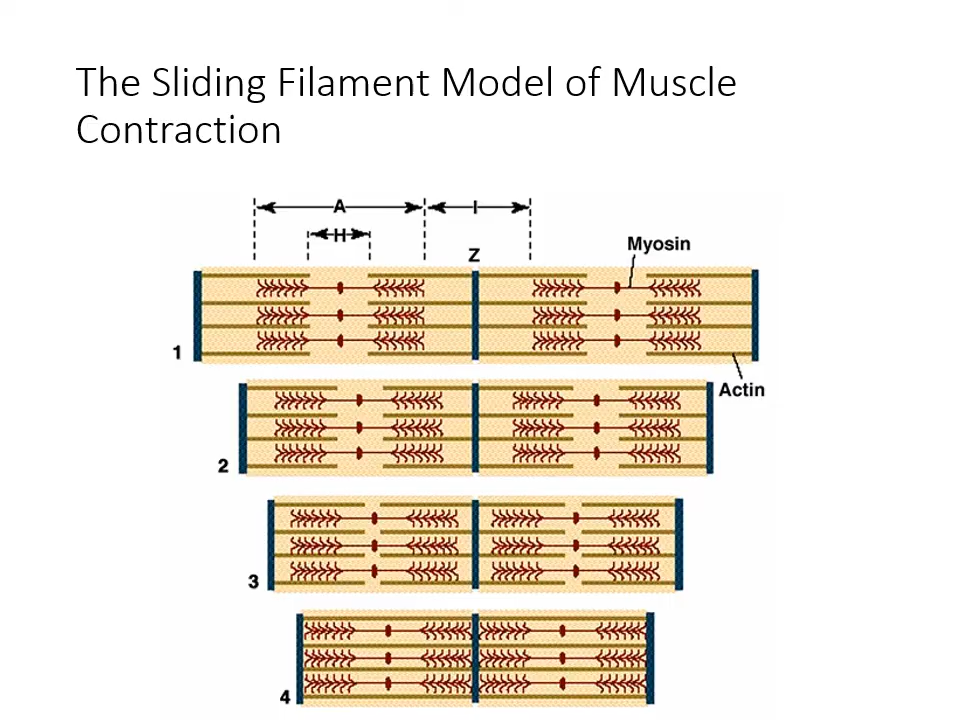 The Sliding Filament Model of Muscle
Contraction
A
I
H
Z
Myosin
1
Actin
2
3
4